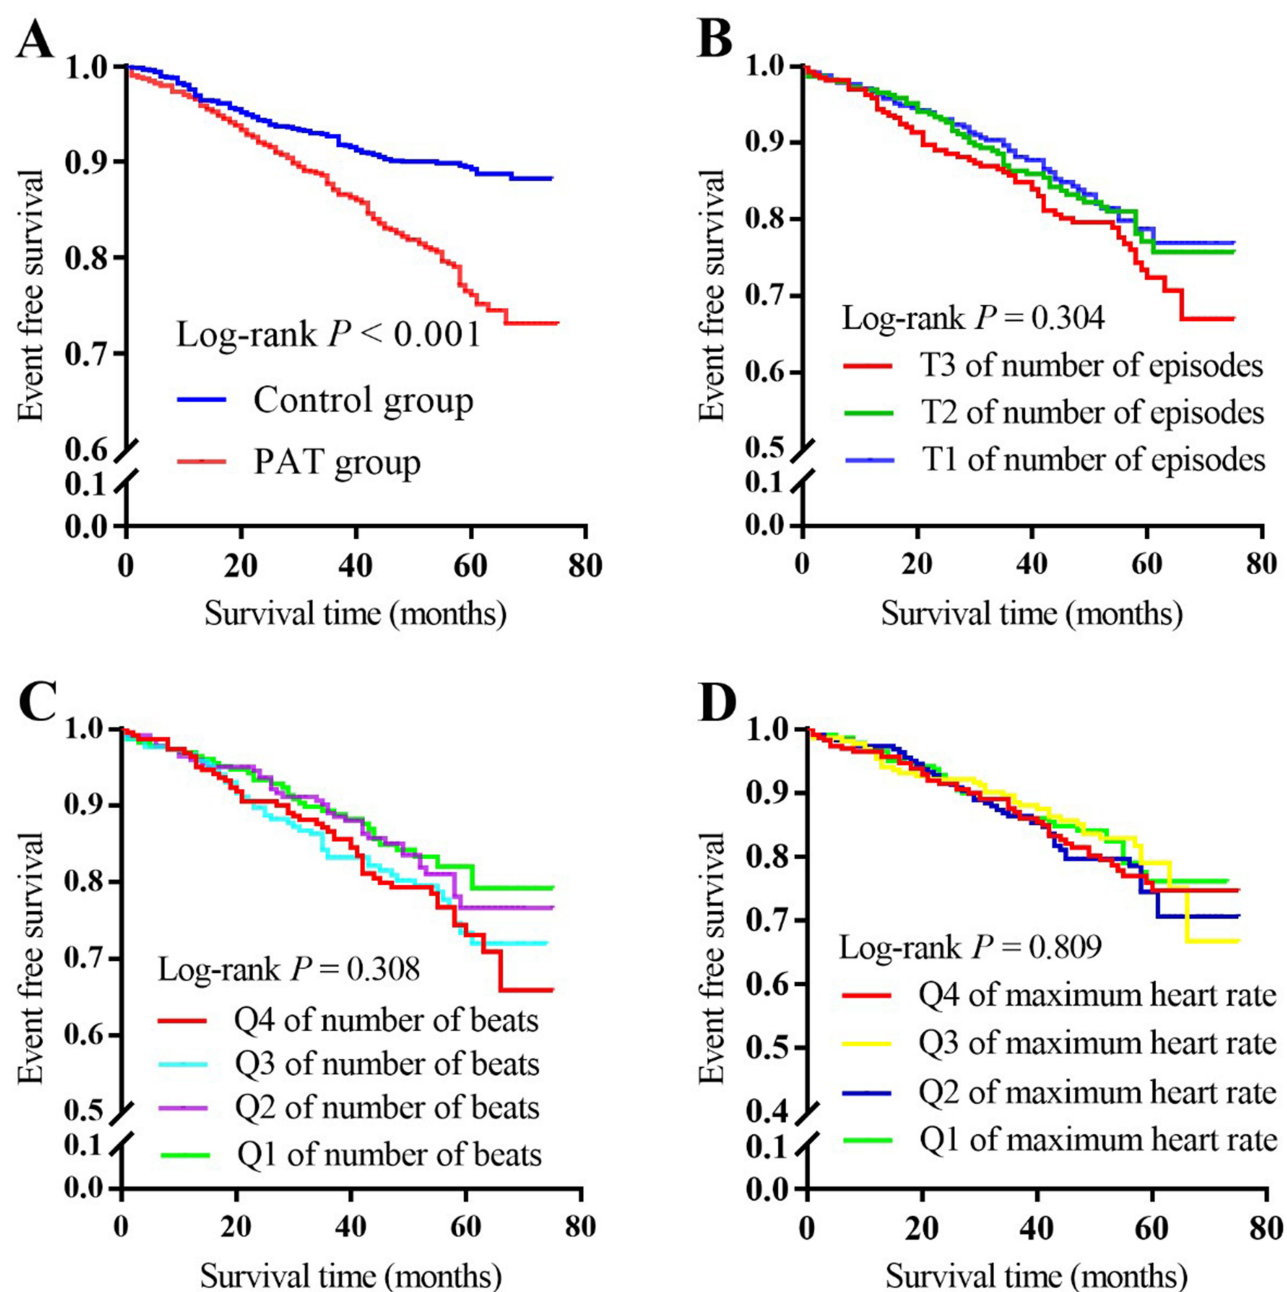 A
1.0
0.9
0.8
0.7
0.6
0.1
0.0
Event free survival
Log-rank P < 0.001
Control group
PAT group
0 20 40 60 80
Survival time (months)
B
1.0
0.9
0.8
0.7
0.6
0.5
0.1
0.0
Event free survival
Log-rank P = 0.304
T3 of number of episodes
T2 of number of episodes
T1 of number of episodes
0 20 40 60 80
Survival time (months)
C
1.0
0.9
0.8
0.7
0.6
0.5
0.1
0.0
Event free survival
Log-rank P = 0.308
Q4 of number of beats
Q3 of number of beats
Q2 of number of beats
Q1 of number of beats
0 20 40 60 80
Survival time (months)
D
1.0
0.9
0.8
0.7
0.6
0.5
0.4
0.1
0.0
Event free survival
Log-rank P = 0.809
Q4 of maximum heart rate
Q3 of maximum heart rate
Q2 of maximum heart rate
Q1 of maximum heart rate
0 20 40 60 80
Survival time (months)